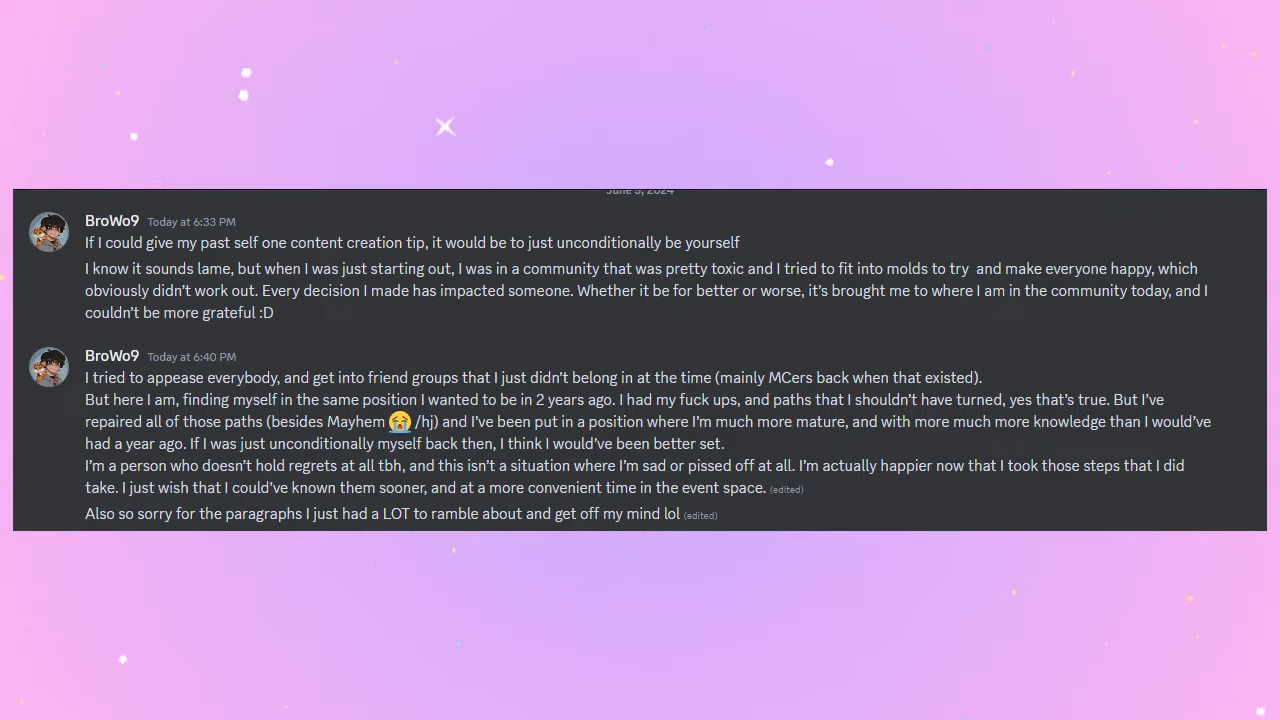 June 5, 2024
BroWo9 Today at 6:33 PM
If I could give my past self one content creation tip, it would be to just unconditionally be yourself
I know it sounds lame, but when I was just starting out, I was in a community that was pretty toxic and I tried to fit into molds to try  and make everyone happy, which
obviously didn't work out. Every decision I made has impacted someone. Whether it be for better or worse, it's brought me to where I am in the community today, and I
couldn't be more grateful :D
BroWo9 Today at 6:40 PM
I tried to appease everybody, and get into friend groups that I just didn't belong in at the time (mainly MCers back when that existed).
But here I am, finding myself in the same position I wanted to be in 2 years ago. I had my fuck ups, and paths that I shouldn't have turned, yes that's true. But I've
repaired all of those paths (besides Mayhem 😭 /hj) and I've been put in a position where I'm much more mature, and with more much more knowledge than I would've
had a year ago. If I was just unconditionally myself back then, I think I would've been better set.
I'm a person who doesn't hold regrets at all tbh, and this isn't a situation where I'm sad or pissed off at all. I'm actually happier now that I took those steps that I did
take. I just wish that I could've known them sooner, and at a more convenient time in the event space. (edited)
Also so sorry for the paragraphs I just had a LOT to ramble about and get off my mind lol (edited)